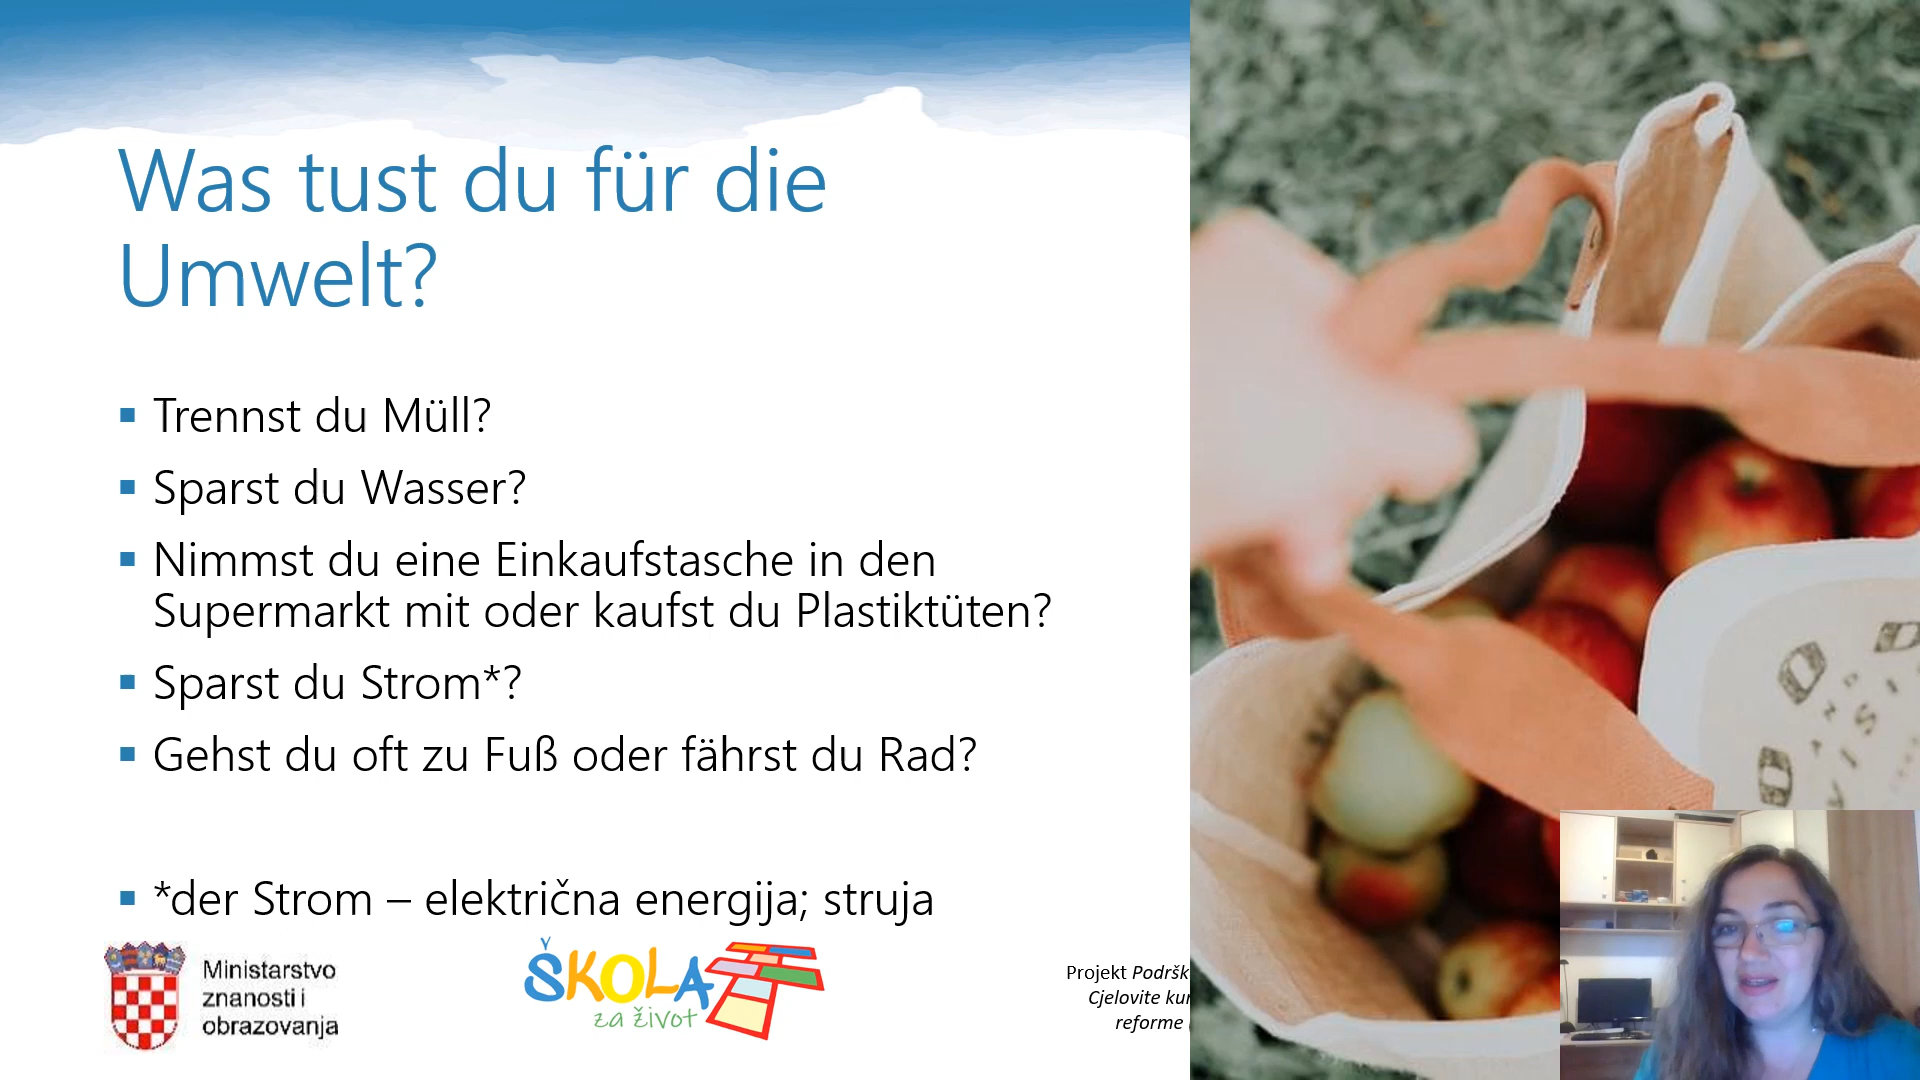 Was tust du für die
Umwelt?
▪ Trennst du Müll?
▪ Sparst du Wasser?
▪ Nimmst du eine Einkaufstasche in den
Supermarkt mit oder kaufst du Plastiktüten?
▪ Sparst du Strom*?
▪ Gehst du oft zu Fuß oder fährst du Rad?
▪ *der Strom – električna energija; struja
Ministarstvo
znanosti i
obrazovanja
ŠKOLA
za život
Projekt Podršk
Cjelovite kur
reforme